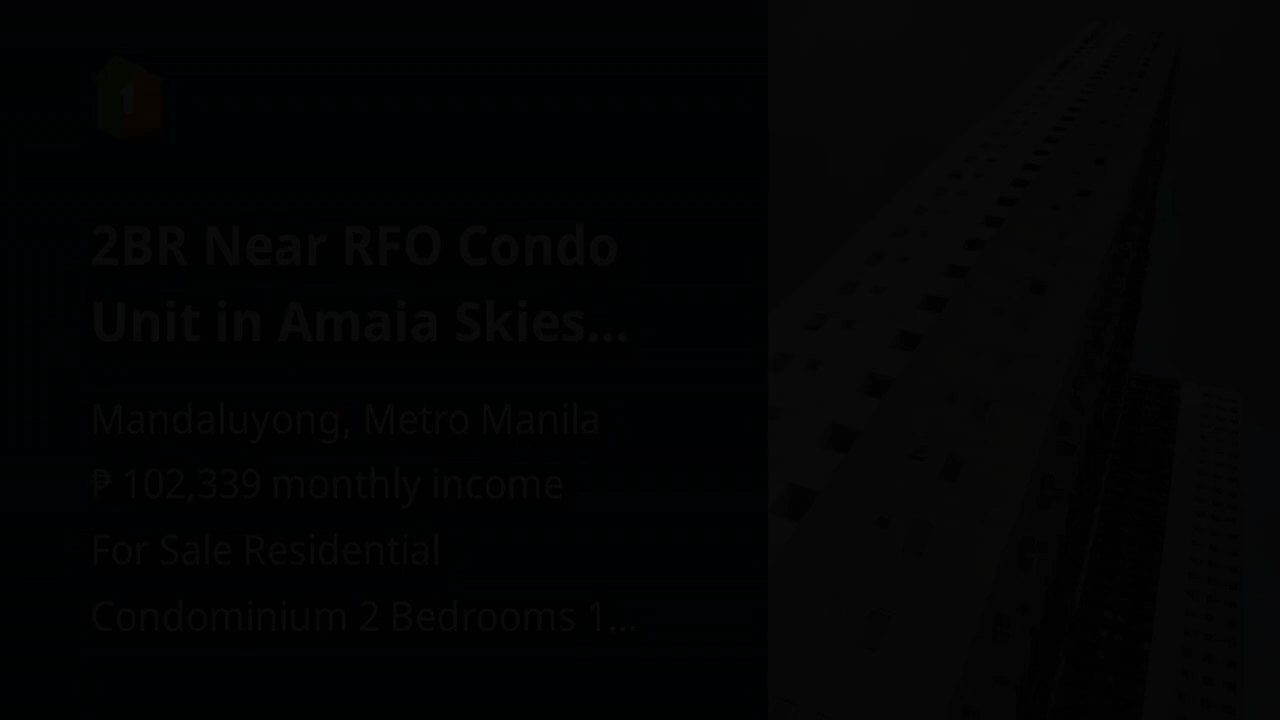 1
2BR Near RFO Condo
Unit in Amaia Skies...
Mandaluyong, Metro Manila
₱ 102,339 monthly income
For Sale Residential
Condominium 2 Bedrooms 1...